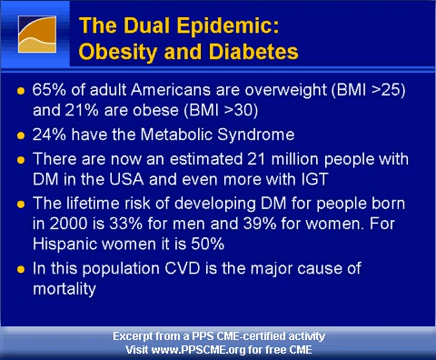 The Dual Epidemic:
Obesity and Diabetes
65% of adult Americans are overweight (BMI >25)
and 21% are obese (BMI >30)
24% have the Metabolic Syndrome
There are now an estimated 21 million people with
DM in the USA and even more with IGT
The lifetime risk of developing DM for people born
in 2000 is 33% for men and 39% for women. For
Hispanic women it is 50%
In this population CVD is the major cause of
mortality
Excerpt from a PPS CME-certified activity
Visit www.PPSCME.org for free CME